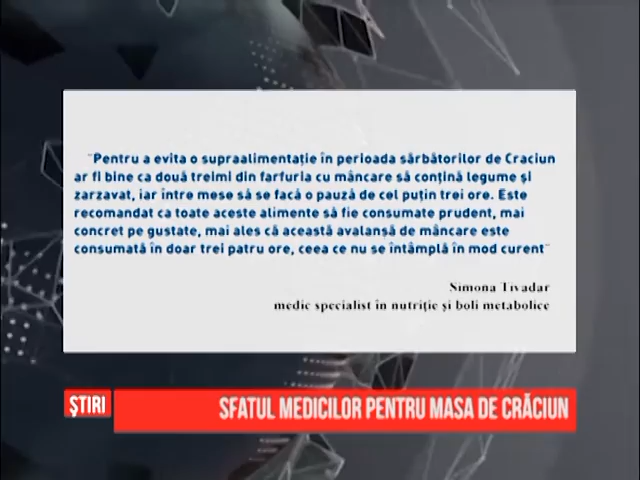 "Pentru a evita o supraalimentație în perioada sărbătorilor de Craciun
ar fi bine ca două treimi din farfuria cu mâncare să conțină legume și
zarzavat, iar între mese să se facă o pauză de cel puțin trei ore. Este
recomandat ca toate aceste alimente să fie consumate prudent, mai
concret pe gustate, mai ales că această avalanșă de mâncare este
consumată în doar trei patru ore, ceea ce nu se întâmplă în mod curent"
Simona Tivadar
medic specialist în nutriție și boli metabolice
ȘTIRI
SFATUL MEDICILOR PENTRU MASA DE CRĂCIUN